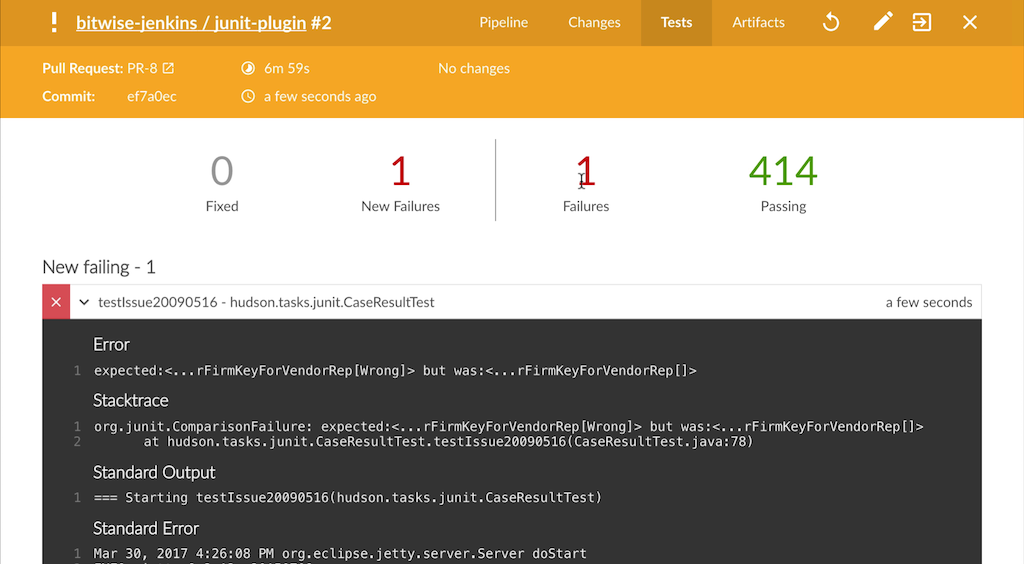 ! bitwise-jenkins / junit-plugin #2 Pipeline Changes Tests Artifacts
Pull Request: PR-8 6m 59s No changes
Commit: ef7a0ec a few seconds ago
0 1 1 414
Fixed New Failures Failures Passing
New failing - 1
testIssue20090516 - hudson.tasks.junit.CaseResultTest a few seconds
Error
1 expected:<...rFirmKeyForVendorRep[Wrong]> but was:<...rFirmKeyForVendorRep[]>
Stacktrace
1 org.junit.ComparisonFailure: expected:<...rFirmKeyForVendorRep[Wrong]> but was:<...rFirmKeyForVendorRep[]>
2 at hudson.tasks.junit.CaseResultTest.testIssue20090516(CaseResultTest.java:78)
Standard Output
1 === Starting testIssue20090516(hudson.tasks.junit.CaseResultTest)
Standard Error
1 Mar 30, 2017 4:26:08 PM org.eclipse.jetty.server.Server doStart